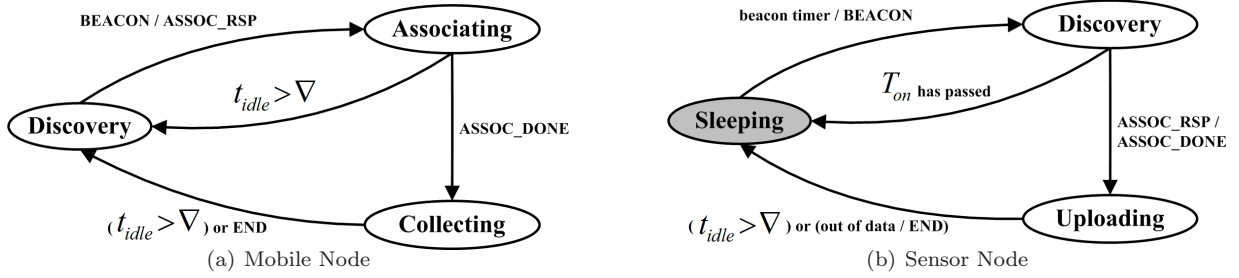 BEACON / ASSOC_RSP
Associating
t_idle > ∇
Discovery
ASSOC_DONE
Collecting
( t_idle > ∇ ) or END
(a) Mobile Node
beacon timer / BEACON
Discovery
T_on has passed
Sleeping
ASSOC_RSP /
ASSOC_DONE
Uploading
( t_idle > ∇ ) or (out of data / END)
(b) Sensor Node